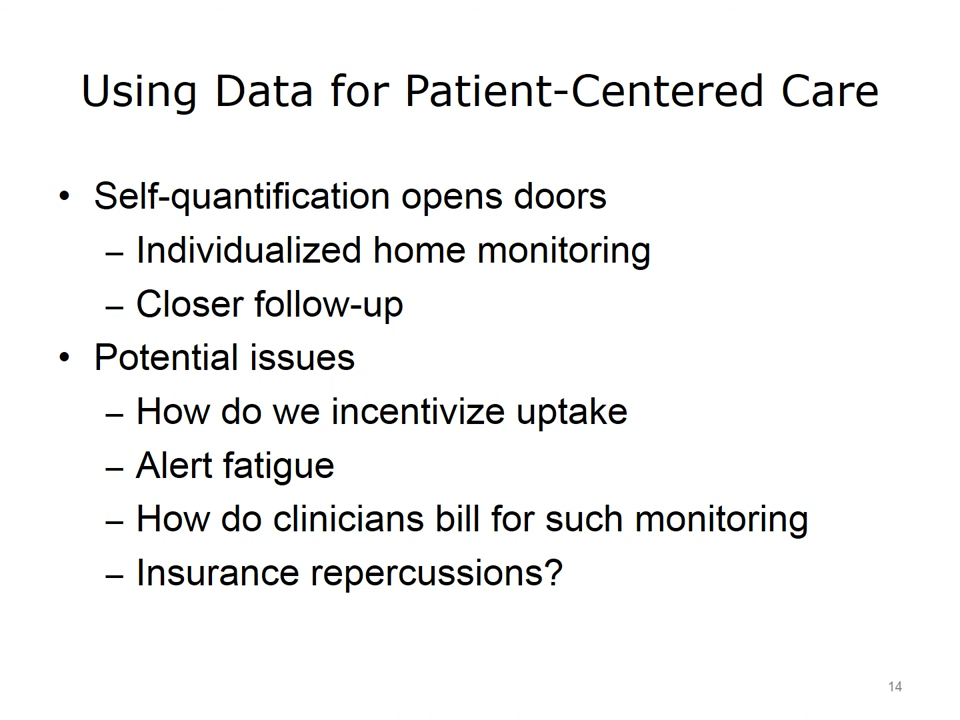 Using Data for Patient-Centered Care
• Self-quantification opens doors
– Individualized home monitoring
– Closer follow-up
• Potential issues
– How do we incentivize uptake
– Alert fatigue
– How do clinicians bill for such monitoring
– Insurance repercussions?
14